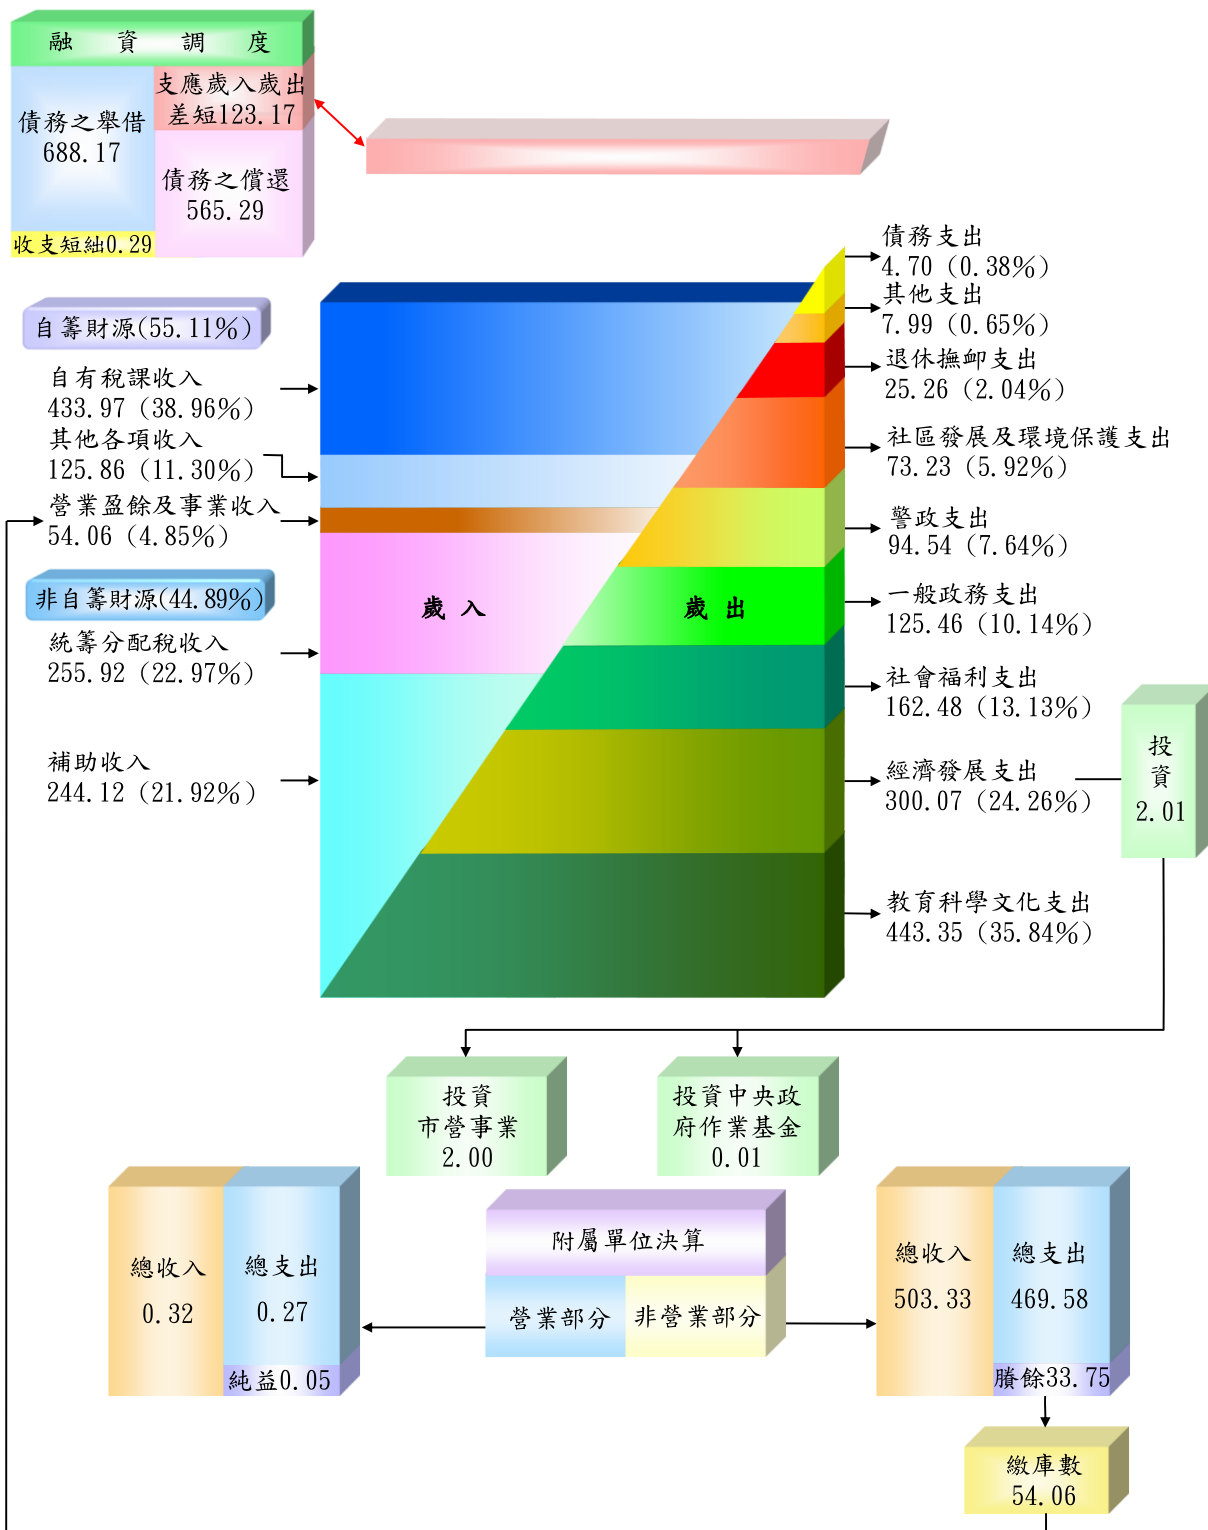 融資調度
債務之舉借
688.17
支應歲入歲出
差短123.17
債務之償還
565.29
收支短絀0.29
自籌財源(55.11%)
自有稅課收入
433.97 (38.96%)
其他各項收入
125.86 (11.30%)
營業盈餘及事業收入
54.06 (4.85%)
非自籌財源(44.89%)
統籌分配稅收入
255.92 (22.97%)
補助收入
244.12 (21.92%)
歲入
歲出
債務支出
4.70 (0.38%)
其他支出
7.99 (0.65%)
退休撫卹支出
25.26 (2.04%)
社區發展及環境保護支出
73.23 (5.92%)
警政支出
94.54 (7.64%)
一般政務支出
125.46 (10.14%)
社會福利支出
162.48 (13.13%)
經濟發展支出
300.07 (24.26%)
教育科學文化支出
443.35 (35.84%)
投
資
2.01
投資
市營事業
2.00
投資中央政
府作業基金
0.01
總收入
0.32
總支出
0.27
純益0.05
附屬單位決算
營業部分
非營業部分
總收入
503.33
總支出
469.58
賸餘33.75
繳庫數
54.06